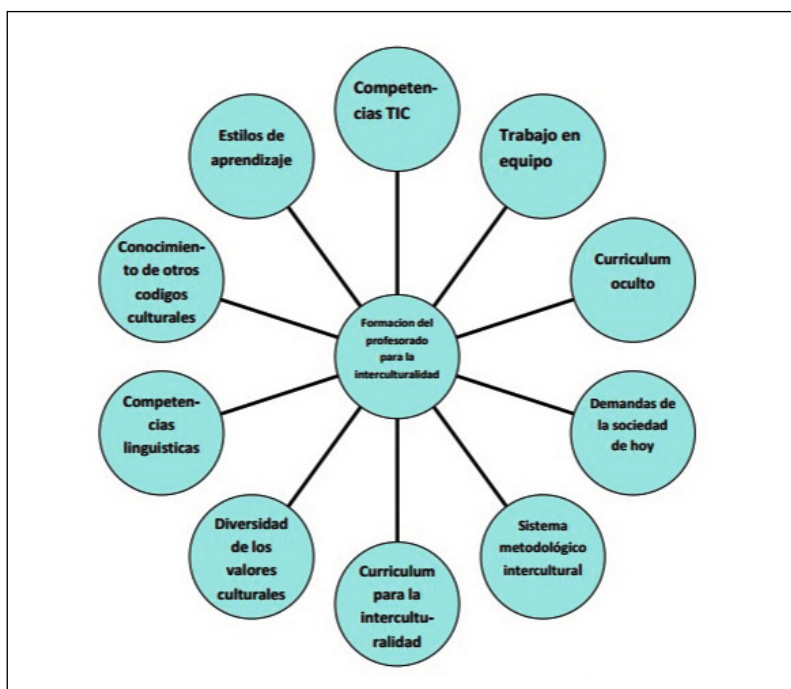 Competen-
cias TIC
Trabajo en
equipo
Curriculum
oculto
Demandas de
la sociedad
de hoy
Sistema
metodológico
intercultural
Curriculum
para la
intercultu-
ralidad
Diversidad
de los
valores
culturales
Competen-
cias
linguisticas
Conocimien-
to de otros
codigos
culturales
Estilos de
aprendizaje
Formacion del
profesorado
para la
interculturalidad